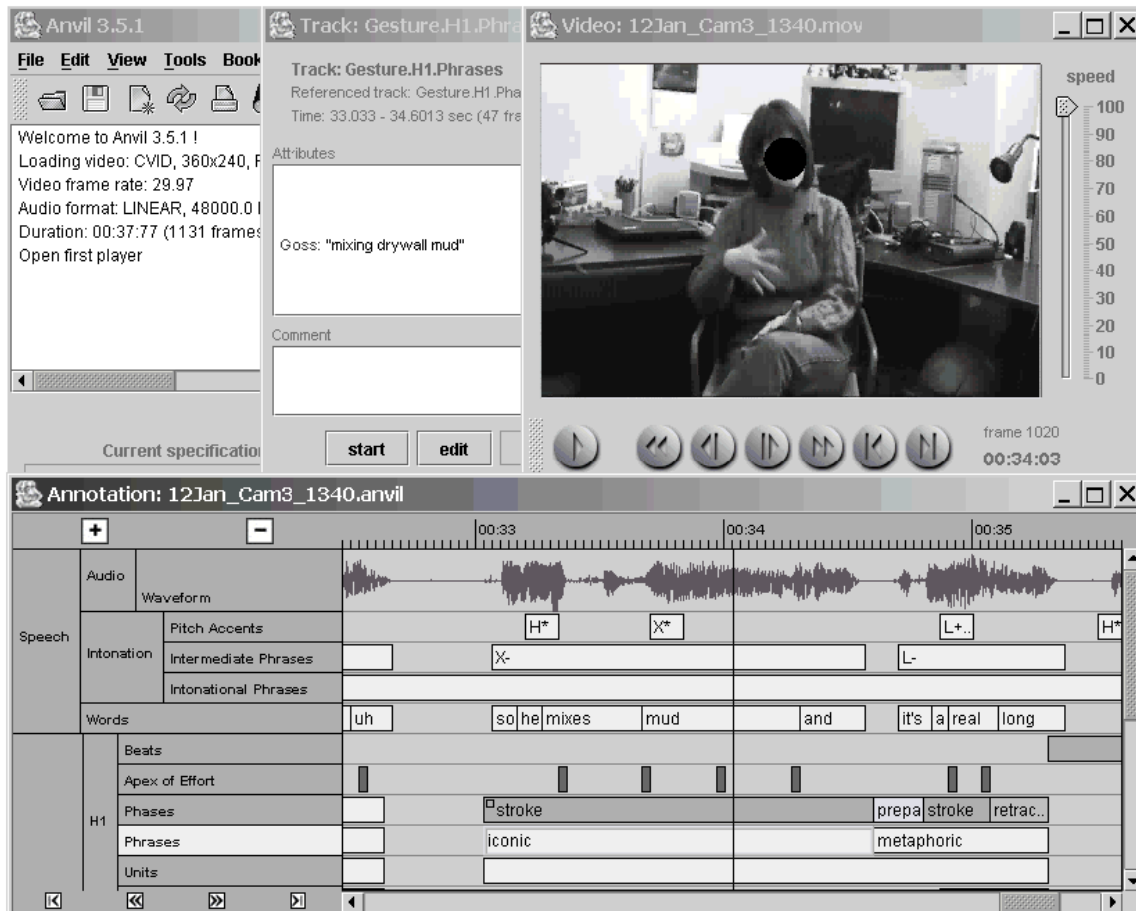 Anvil 3.5.1
File Edit View Tools Book
Welcome to Anvil 3.5.1 !
Loading video: CVID, 360x240, F
Video frame rate: 29.97
Audio format: LINEAR, 48000.0
Duration: 00:37:77 (1131 frames
Open first player
Current specificatio
Track: Gesture.H1.Phra
Track: Gesture.H1.Phrases
Referenced track: Gesture.H1.Pha
Time: 33.033 - 34.6013 sec (47 fra
Attributes
Goss: "mixing drywall mud"
Comment
start edit
Video: 12Jan_Cam3_1340.mov
speed
100
90
80
70
60
50
40
30
20
10
0
frame 1020
00:34:03
Annotation: 12Jan_Cam3_1340.anvil
+ −
00:33 00:34 00:35
Speech
Audio
Waveform
Intonation
Pitch Accents H* X* L+.. H*
Intermediate Phrases X- L-
Intonational Phrases
Words uh so he mixes mud and it's a real long
H1
Beats
Apex of Effort
Phases stroke prepa stroke retrac..
Phrases iconic metaphoric
Units